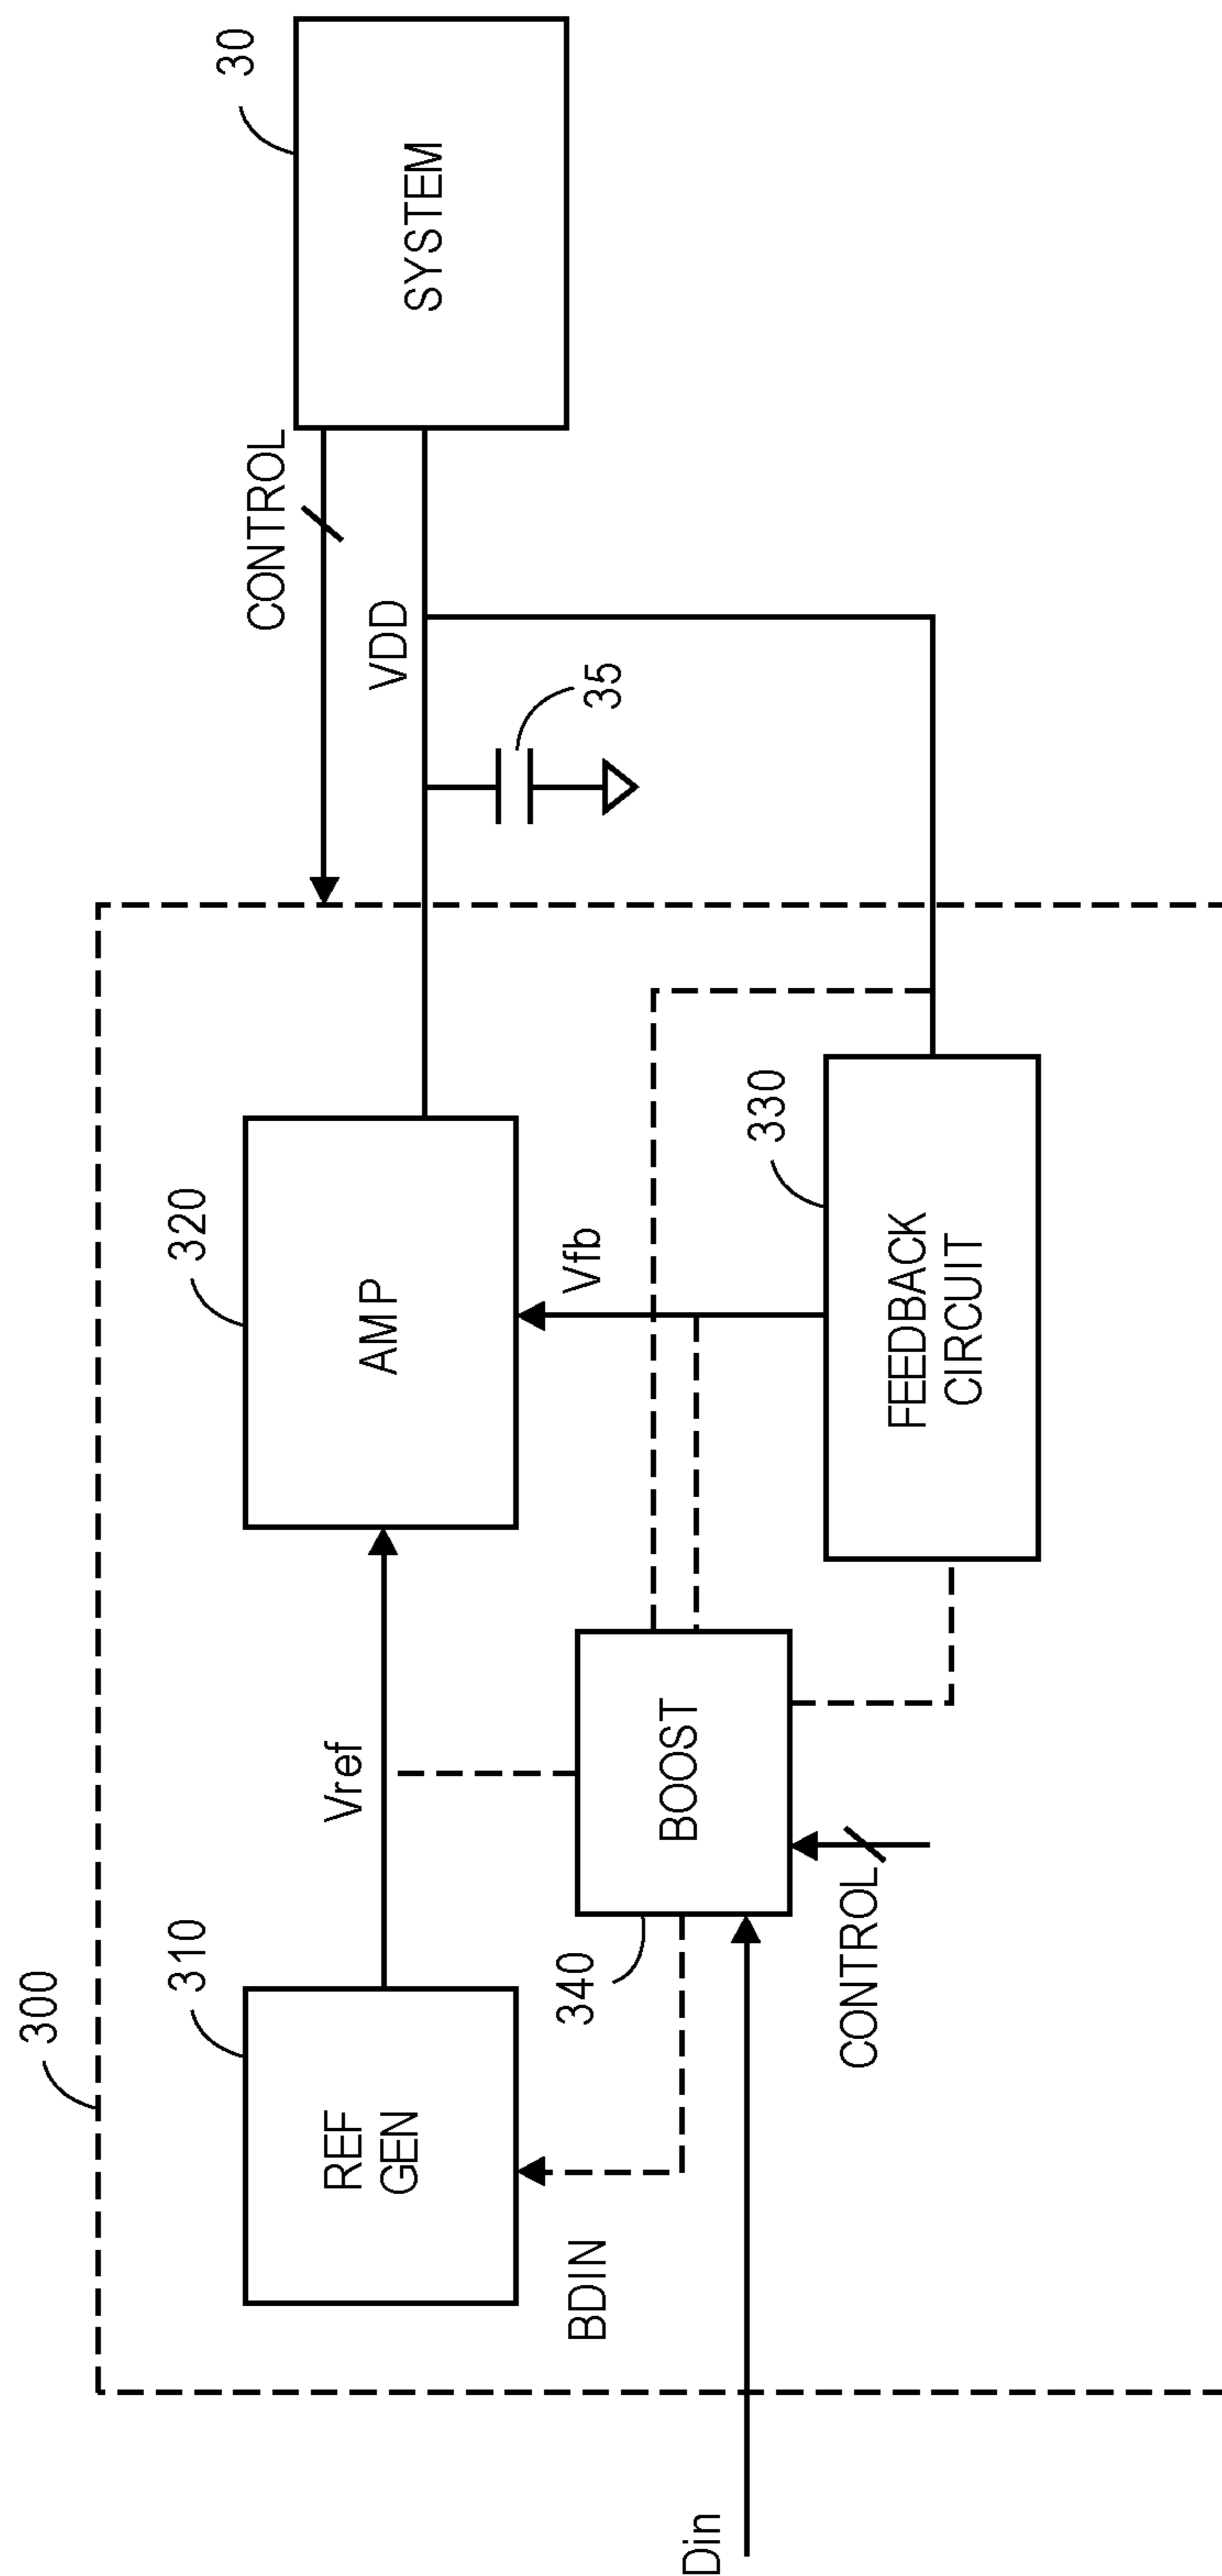 300
310
REF
GEN
Vref
320
AMP
CONTROL
VDD
30
SYSTEM
35
Vfb
BDIN
340
BOOST
330
FEEDBACK
CIRCUIT
Din
CONTROL